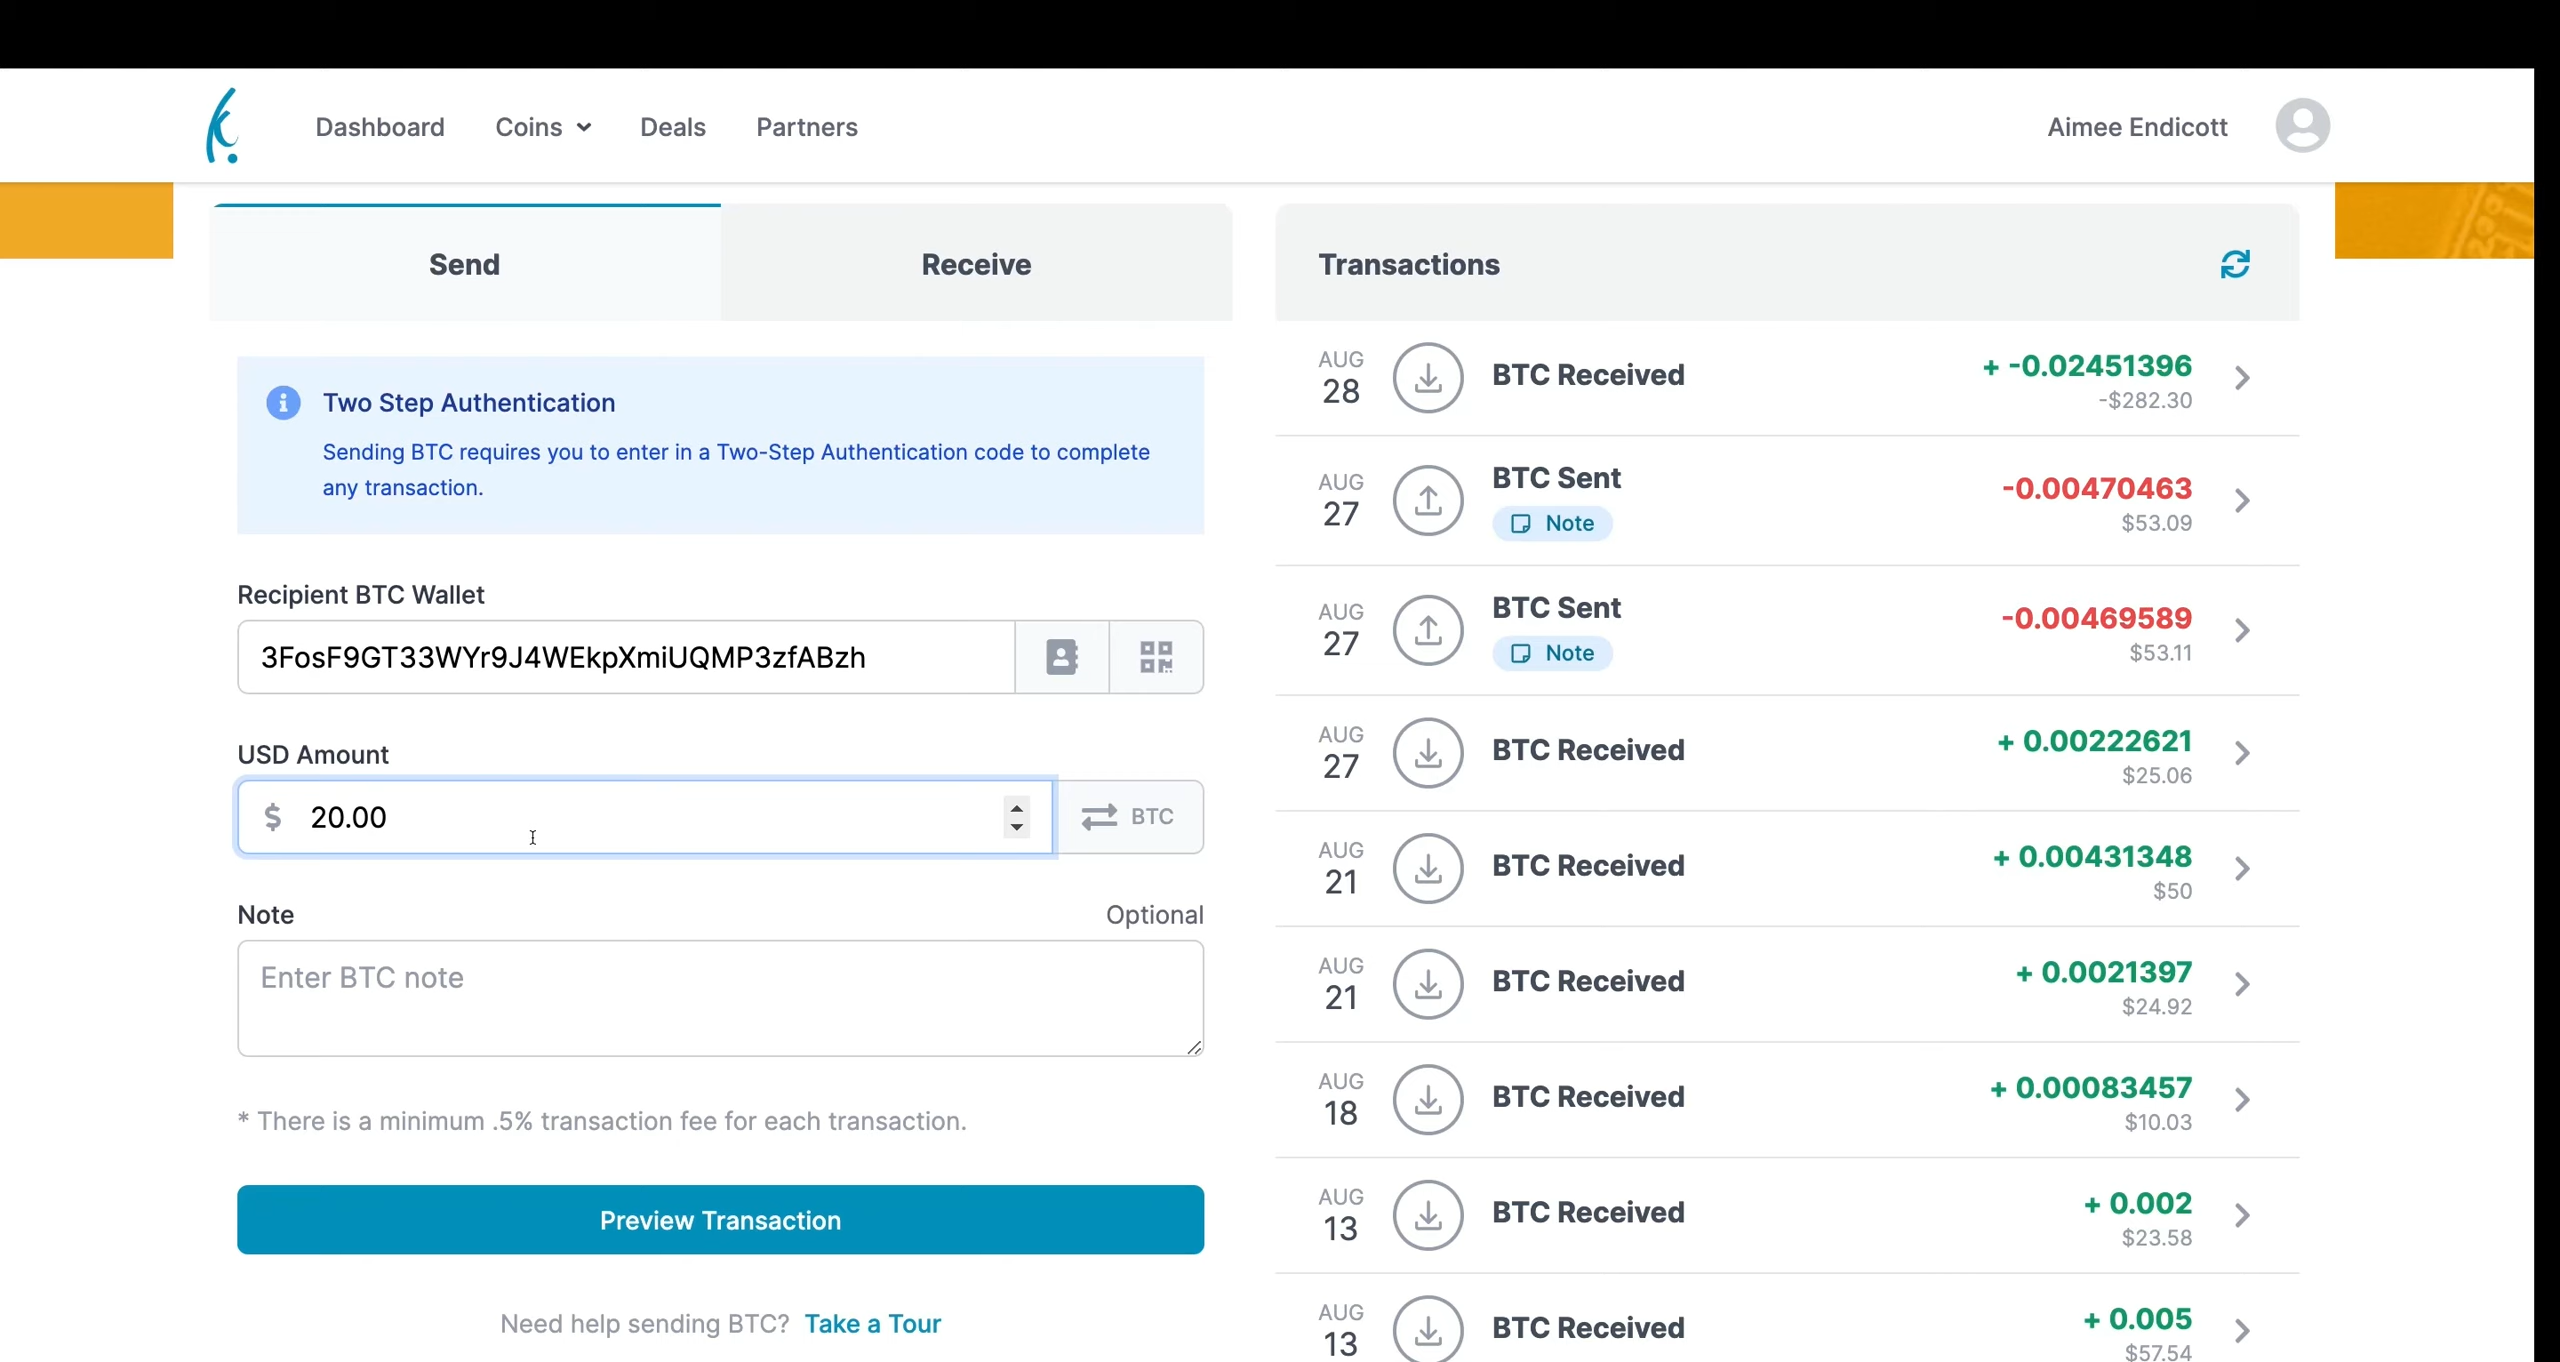 Dashboard Coins Deals Partners Aimee Endicott
Send Receive
Two Step Authentication
Sending BTC requires you to enter in a Two-Step Authentication code to complete
any transaction.
Recipient BTC Wallet
3FosF9GT33WYr9J4WEkpXmiUQMP3zfABzh
USD Amount
$ 20.00 BTC
Note Optional
Enter BTC note
* There is a minimum .5% transaction fee for each transaction.
Preview Transaction
Need help sending BTC? Take a Tour
Transactions
AUG
28 BTC Received + -0.02451396
-$282.30
AUG
27 BTC Sent -0.00470463
Note $53.09
AUG
27 BTC Sent -0.00469589
Note $53.11
AUG
27 BTC Received + 0.00222621
$25.06
AUG
21 BTC Received + 0.00431348
$50
AUG
21 BTC Received + 0.0021397
$24.92
AUG
18 BTC Received + 0.00083457
$10.03
AUG
13 BTC Received + 0.002
$23.58
AUG
13 BTC Received + 0.005
$57.54